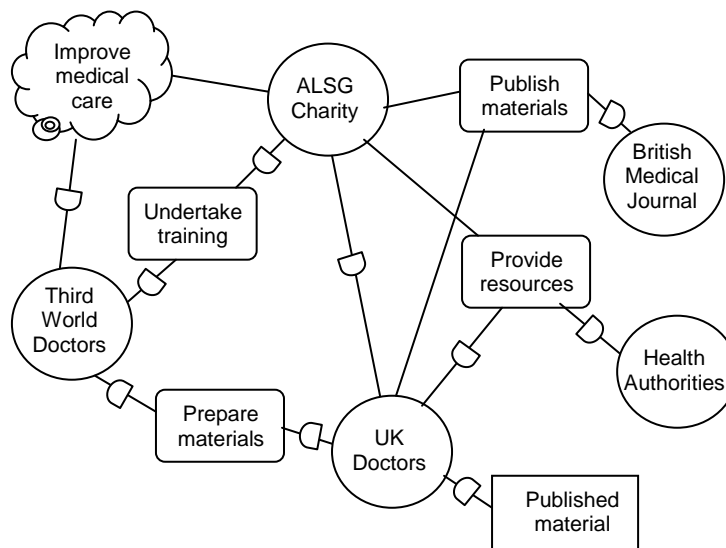 Improve
medical
care
ALSG
Charity
Publish
materials
British
Medical
Journal
Undertake
training
Provide
resources
Third
World
Doctors
Health
Authorities
Prepare
materials
UK
Doctors
Published
material